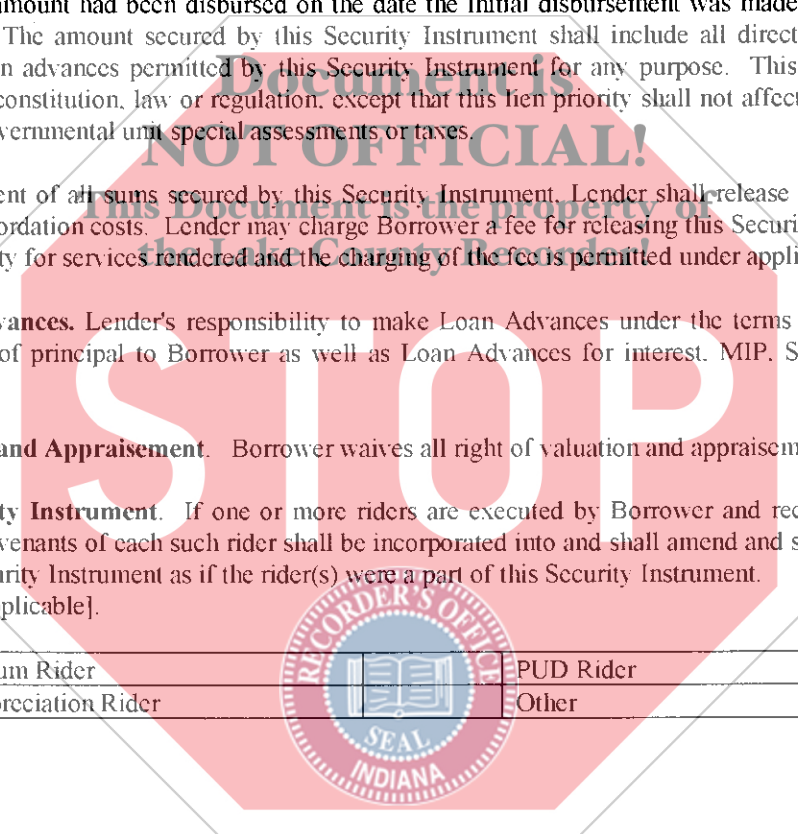 amount had been disbursed on the date the initial disbursement was made
The amount secured by this Security Instrument shall include all direct
n advances permitted by this Security Instrument for any purpose. This
constitution, law or regulation, except that this lien priority shall not affect
vernmental unit special assessments or taxes.
Document is
NOT OFFICIAL!
This Document is the property of
the Lake County Recorder!
ent of all sums secured by this Security Instrument, Lender shall release
ordation costs. Lender may charge Borrower a fee for releasing this Securi
ty for services rendered and the charging of the fee is permitted under appli
vances. Lender's responsibility to make Loan Advances under the terms
of principal to Borrower as well as Loan Advances for interest, MIP, S
STOP
and Appraisement. Borrower waives all right of valuation and appraisem
ty Instrument. If one or more riders are executed by Borrower and rec
venants of each such rider shall be incorporated into and shall amend and s
urity Instrument as if the rider(s) were a part of this Security Instrument.
plicable].
um Rider PUD Rider
reciation Rider Other
RECORDER'S OFFICE
SEAL
INDIANA